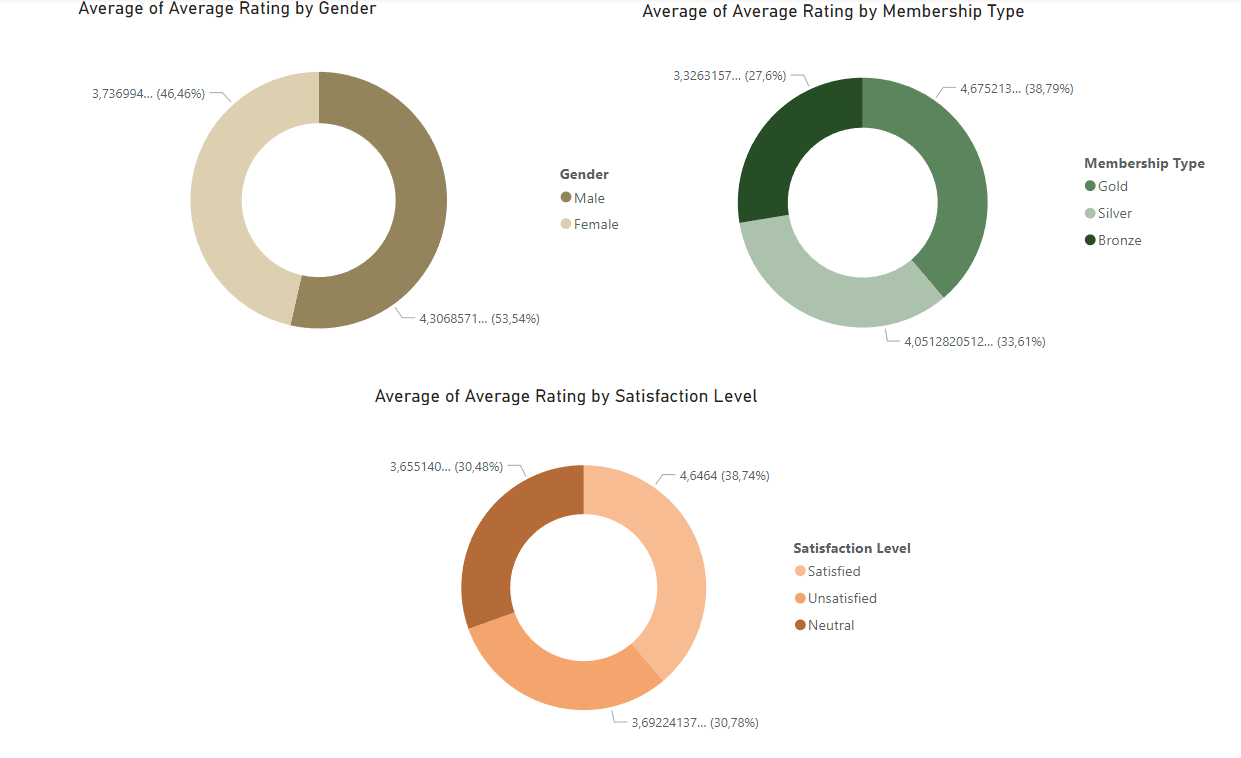 Average of Average Rating by Gender
3,736994... (46,46%)
4,3068571... (53,54%)
Gender
Male
Female
Average of Average Rating by Membership Type
3,3263157... (27,6%)
4,675213... (38,79%)
4,0512820512... (33,61%)
Membership Type
Gold
Silver
Bronze
Average of Average Rating by Satisfaction Level
3,655140... (30,48%)
4,6464 (38,74%)
3,69224137... (30,78%)
Satisfaction Level
Satisfied
Unsatisfied
Neutral